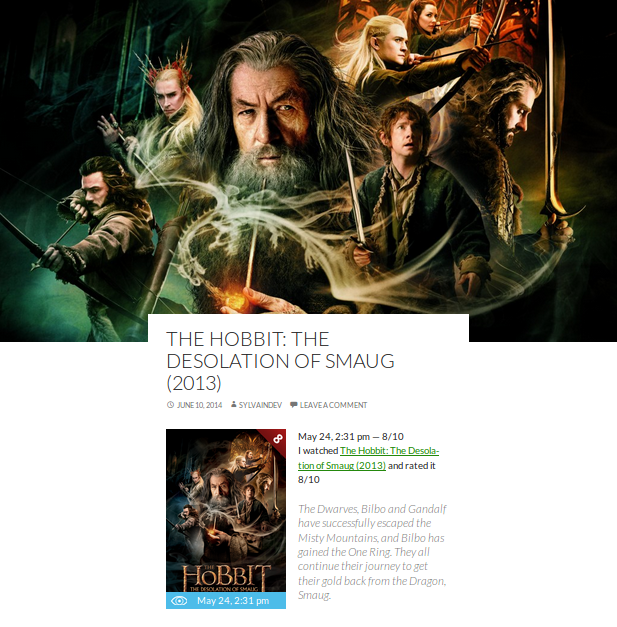 THE HOBBIT: THE
DESOLATION OF SMAUG
(2013)
JUNE 10, 2014 SYLVAINDEV LEAVE A COMMENT
8
May 24, 2:31 pm — 8/10
I watched The Hobbit: The Desola-
tion of Smaug (2013) and rated it
8/10
The Dwarves, Bilbo and Gandalf
have successfully escaped the
Misty Mountains, and Bilbo has
gained the One Ring. They all
continue their journey to get
their gold back from the Dragon,
Smaug.
THE
HOBBIT
THE DESOLATION OF SMAUG
May 24, 2:31 pm